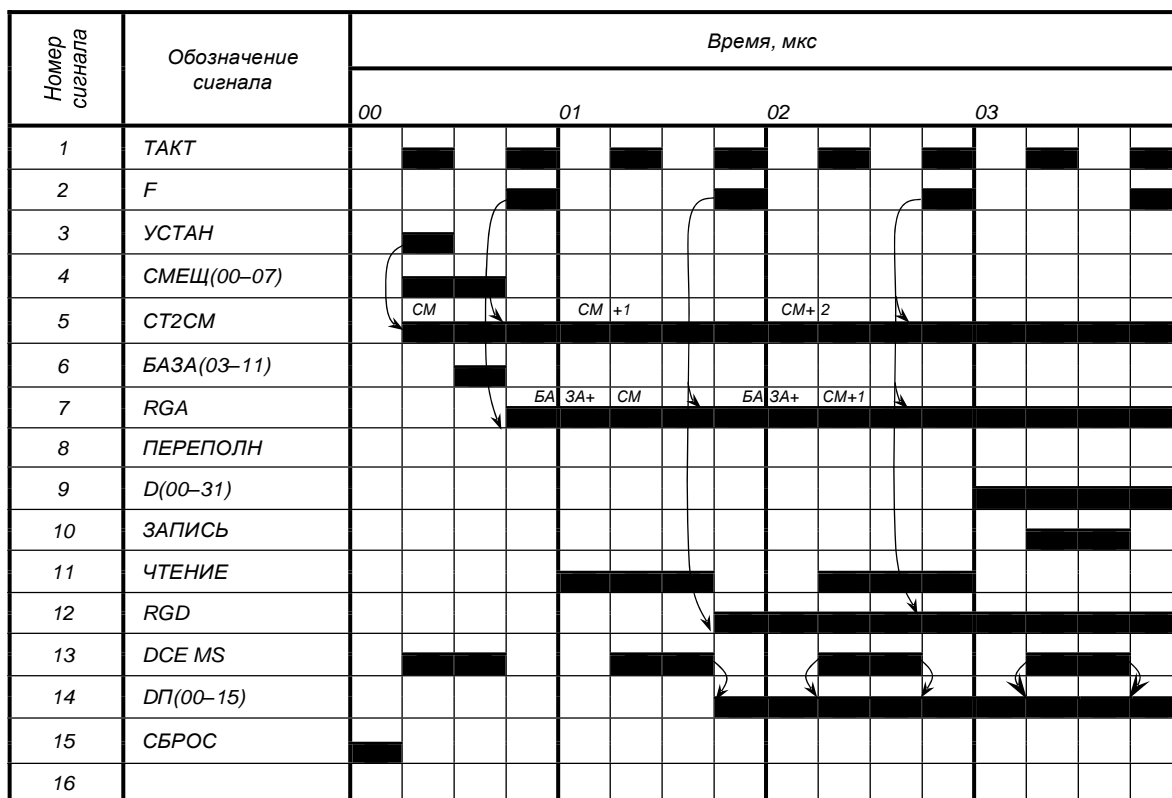 Номер сигнала
Обозначение
сигнала
Время, мкс
00 01 02 03
1 ТАКТ
2 F
3 УСТАН
4 СМЕЩ(00–07)
5 СТ2СМ СМ СМ +1 СМ+ 2
6 БАЗА(03–11)
7 RGA БА ЗА+ СМ БА ЗА+ СМ+1
8 ПЕРЕПОЛН
9 D(00–31)
10 ЗАПИСЬ
11 ЧТЕНИЕ
12 RGD
13 DCE MS
14 DП(00–15)
15 СБРОС
16